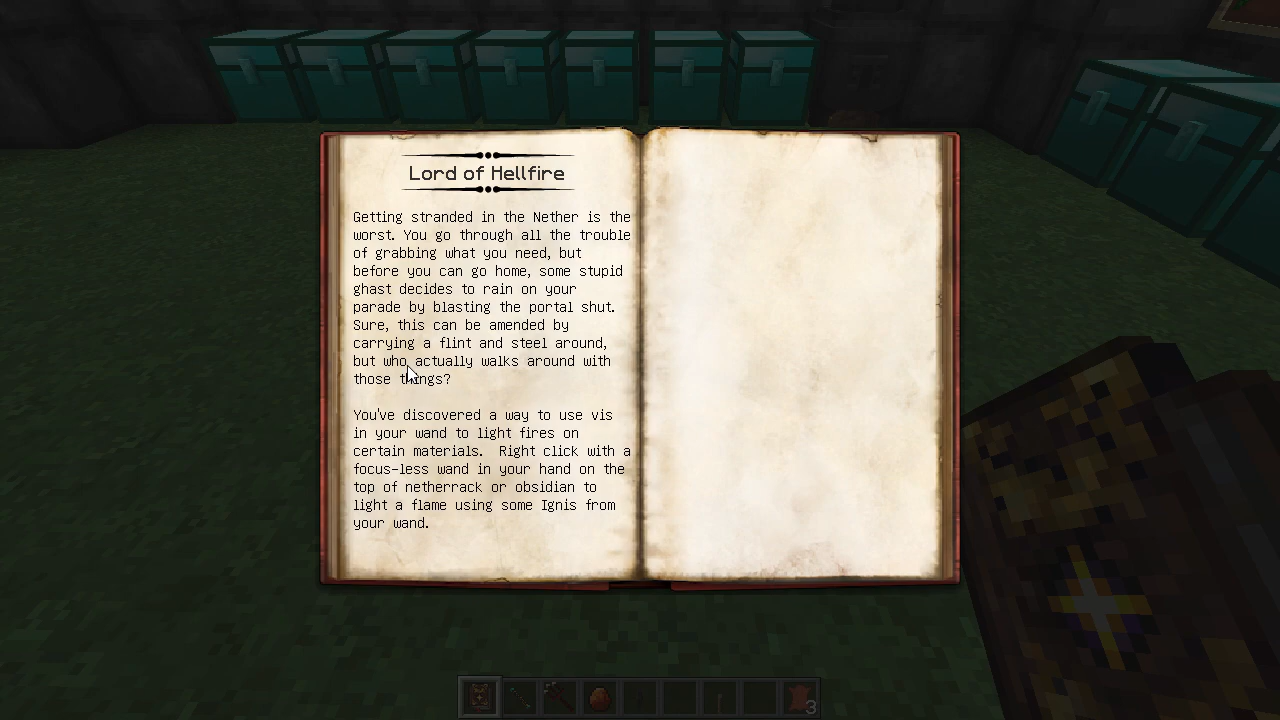 Lord of Hellfire
Getting stranded in the Nether is the
worst. You go through all the trouble
of grabbing what you need, but
before you can go home, some stupid
ghast decides to rain on your
parade by blasting the portal shut.
Sure, this can be amended by
carrying a flint and steel around,
but who actually walks around with
those things?
You've discovered a way to use vis
in your wand to light fires on
certain materials.  Right click with a
focus-less wand in your hand on the
top of netherrack or obsidian to
light a flame using some Ignis from
your wand.
3